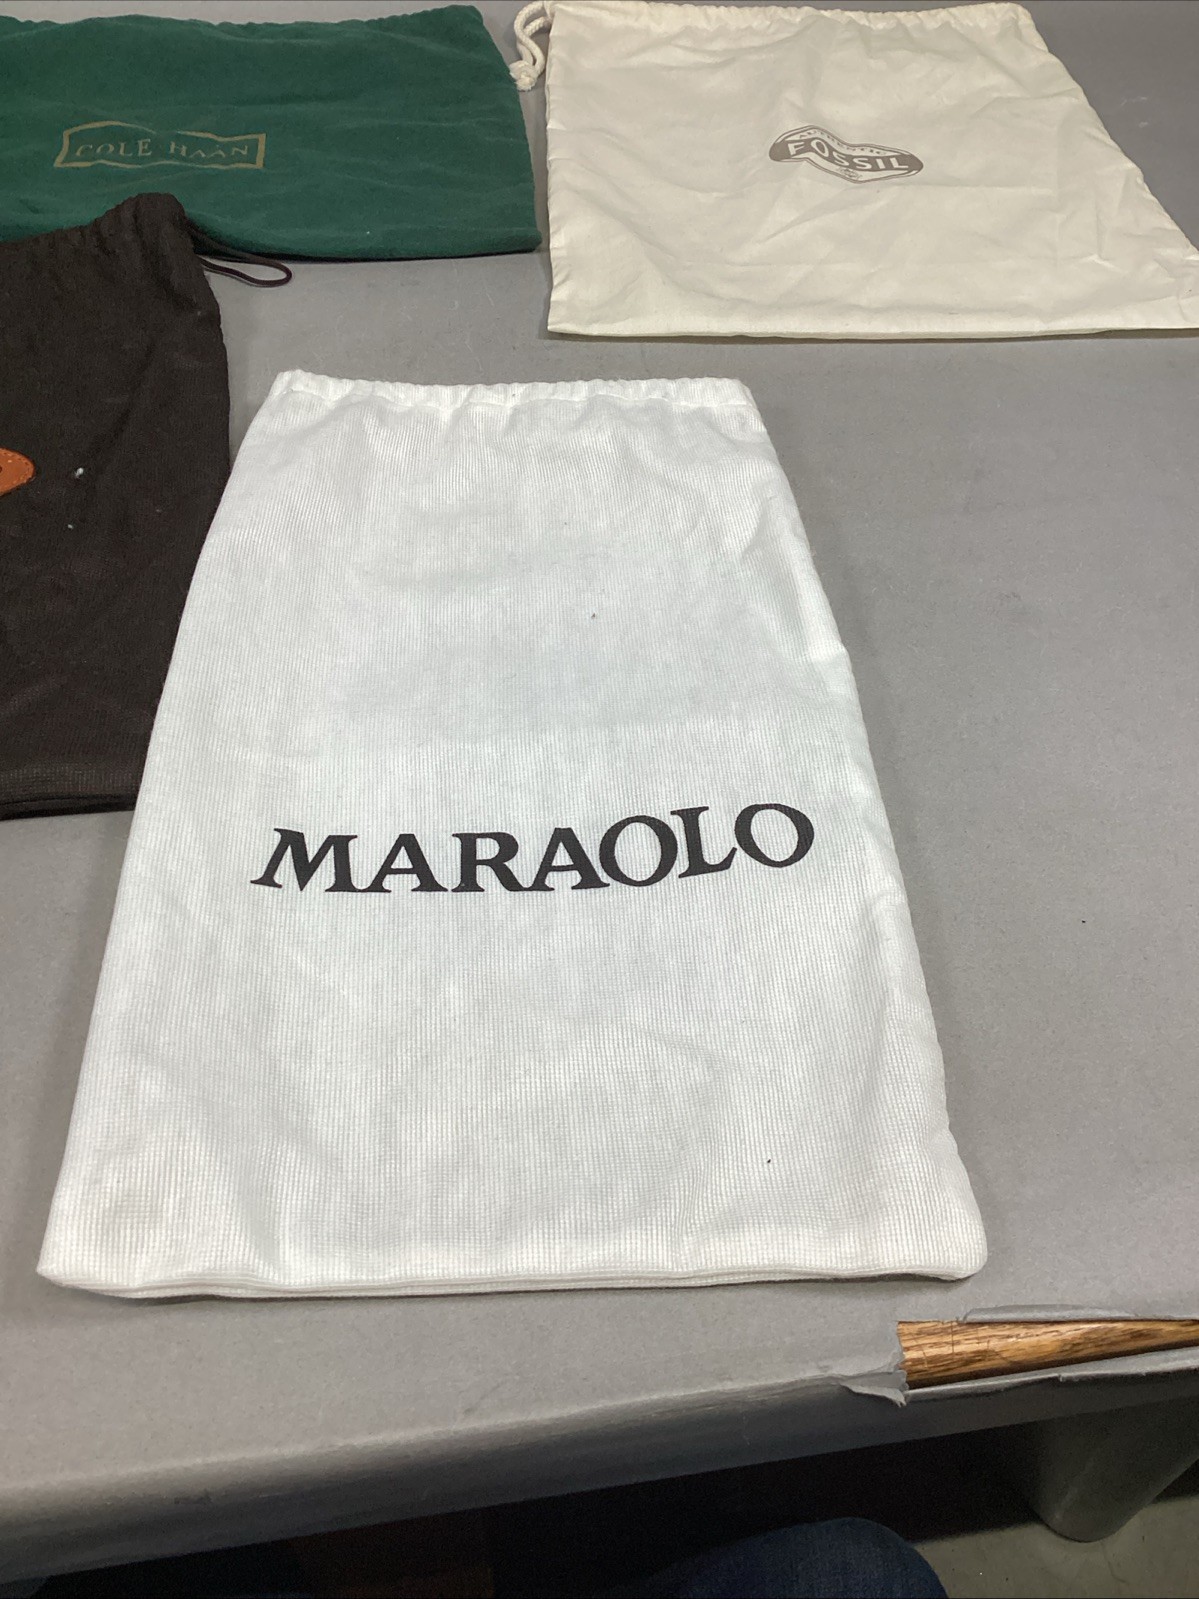 COLE HAAN
AUTHENTIC
FOSSIL
MARAOLO